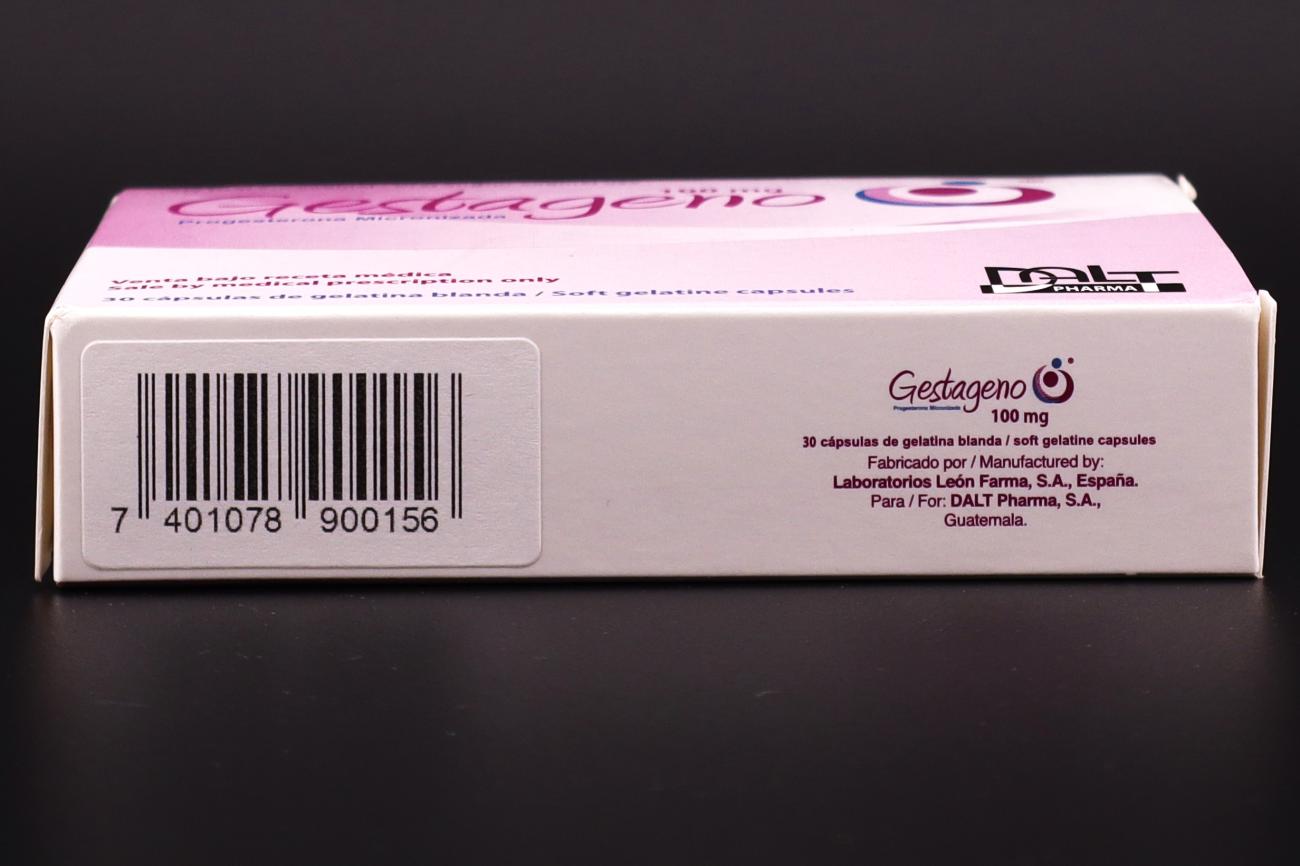 Gestageno
100 mg
Progesterona Micronizada
Venta bajo receta médica
Sale by medical prescription only
30 cápsulas de gelatina blanda / Soft gelatine capsules
DALT
PHARMA
7 401078 900156
Gestageno
Progesterona Micronizada
100 mg
30 cápsulas de gelatina blanda / soft gelatine capsules
Fabricado por / Manufactured by:
Laboratorios León Farma, S.A., España.
Para / For: DALT Pharma, S.A.,
Guatemala.